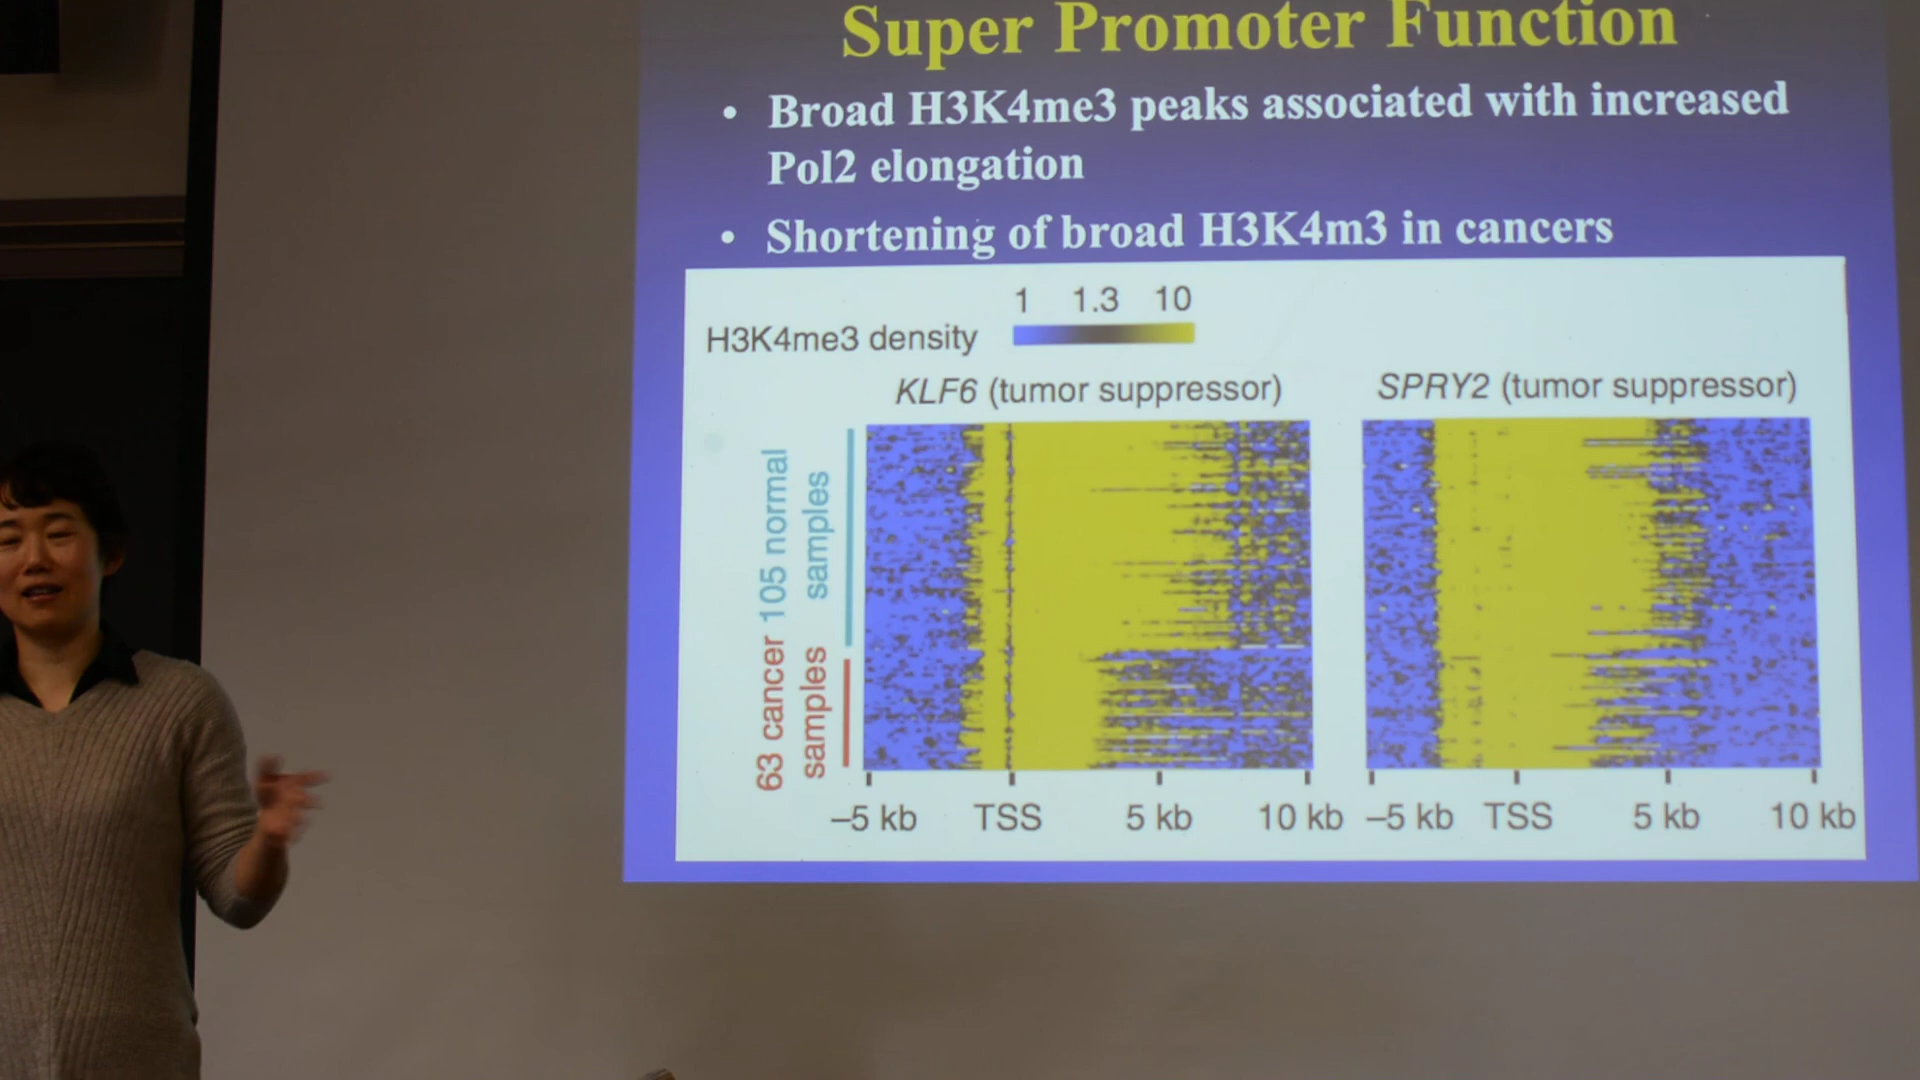 Super Promoter Function
• Broad H3K4me3 peaks associated with increased
Pol2 elongation
• Shortening of broad H3K4m3 in cancers
1 1.3 10
H3K4me3 density
KLF6 (tumor suppressor)
SPRY2 (tumor suppressor)
105 normal
samples
63 cancer
samples
–5 kb TSS 5 kb 10 kb
–5 kb TSS 5 kb 10 kb